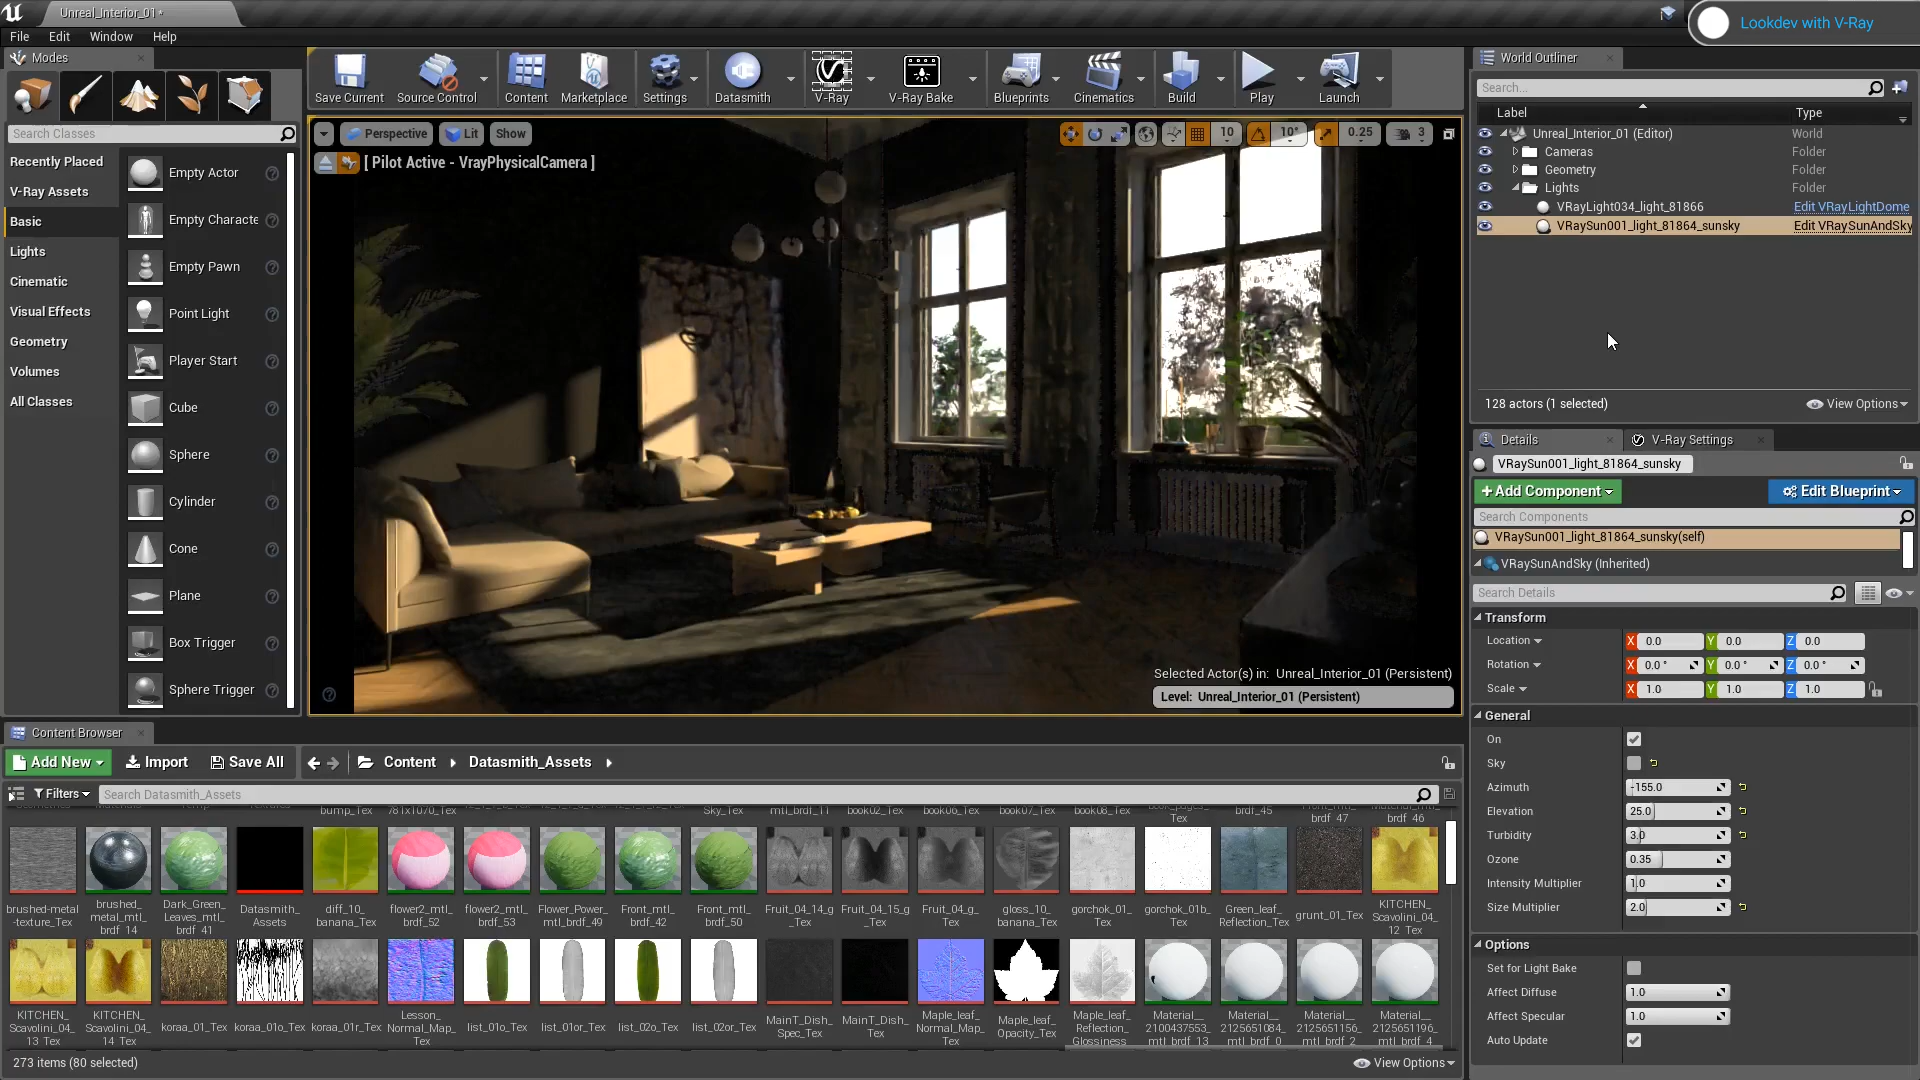 Unreal_Interior_01*
Lookdev with V-Ray
File Edit Window Help
Modes
Search Classes
Recently Placed
V-Ray Assets
Basic
Lights
Cinematic
Visual Effects
Geometry
Volumes
All Classes
Empty Actor
Empty Characte
Empty Pawn
Point Light
Player Start
Cube
Sphere
Cylinder
Cone
Plane
Box Trigger
Sphere Trigger
Save Current
Source Control
Content
Marketplace
Settings
Datasmith
V-Ray
V-Ray Bake
Blueprints
Cinematics
Build
Play
Launch
Perspective Lit Show
10 10° 0.25 3
[ Pilot Active - VrayPhysicalCamera ]
Selected Actor(s) in: Unreal_Interior_01 (Persistent)
Level: Unreal_Interior_01 (Persistent)
World Outliner
Search...
Label Type
Unreal_Interior_01 (Editor) World
Cameras Folder
Geometry Folder
Lights Folder
VRayLight034_light_81866 Edit VRayLightDome
VRaySun001_light_81864_sunsky Edit VRaySunAndSky
128 actors (1 selected) View Options
Details V-Ray Settings
VRaySun001_light_81864_sunsky
+Add Component Edit Blueprint
Search Components
VRaySun001_light_81864_sunsky(self)
VRaySunAndSky (Inherited)
Search Details
Transform
Location X 0.0 Y 0.0 Z 0.0
Rotation X 0.0° Y 0.0° Z 0.0°
Scale X 1.0 Y 1.0 Z 1.0
General
On
Sky
Azimuth -155.0
Elevation 25.0
Turbidity 3.0
Ozone 0.35
Intensity Multiplier 1.0
Size Multiplier 2.0
Options
Set for Light Bake
Affect Diffuse 1.0
Affect Specular 1.0
Auto Update
Content Browser
Add New Import Save All Content Datasmith_Assets
Filters Search Datasmith_Assets
bump_Tex 781x1070_Tex Sky_Tex mtl_brdf_11 book02_Tex book06_Tex book07_Tex book08_Tex Tex brdf_45 brdf_47 brdf_46
brushed-metal-texture_Tex
brushed_metal_mtl_brdf_14
Dark_Green_Leaves_mtl_brdf_41
Datasmith_Assets
diff_10_banana_Tex
flower2_mtl_brdf_52
flower2_mtl_brdf_53
Flower_Power_mtl_brdf_49
Front_mtl_brdf_42
Front_mtl_brdf_50
Fruit_04_14_g_Tex
Fruit_04_15_g_Tex
Fruit_04_g_Tex
gloss_10_banana_Tex
gorchok_01_Tex
gorchok_01b_Tex
Green_leaf_Reflection_Tex
grunt_01_Tex
KITCHEN_Scavolini_04_12_Tex
KITCHEN_Scavolini_04_13_Tex
KITCHEN_Scavolini_04_14_Tex
koraa_01_Tex
koraa_01o_Tex
koraa_01r_Tex
Lesson_Normal_Map_Tex
list_01o_Tex
list_01or_Tex
list_02o_Tex
list_02or_Tex
MainT_Dish_Spec_Tex
MainT_Dish_Tex
Maple_leaf_Normal_Map_Tex
Maple_leaf_Opacity_Tex
Maple_leaf_Reflection_Glossiness
Material__2100437553_mtl_brdf_13
Material__2125651084_mtl_brdf_0
Material__2125651156_mtl_brdf_2
Material__2125651196_mtl_brdf_4
273 items (80 selected) View Options